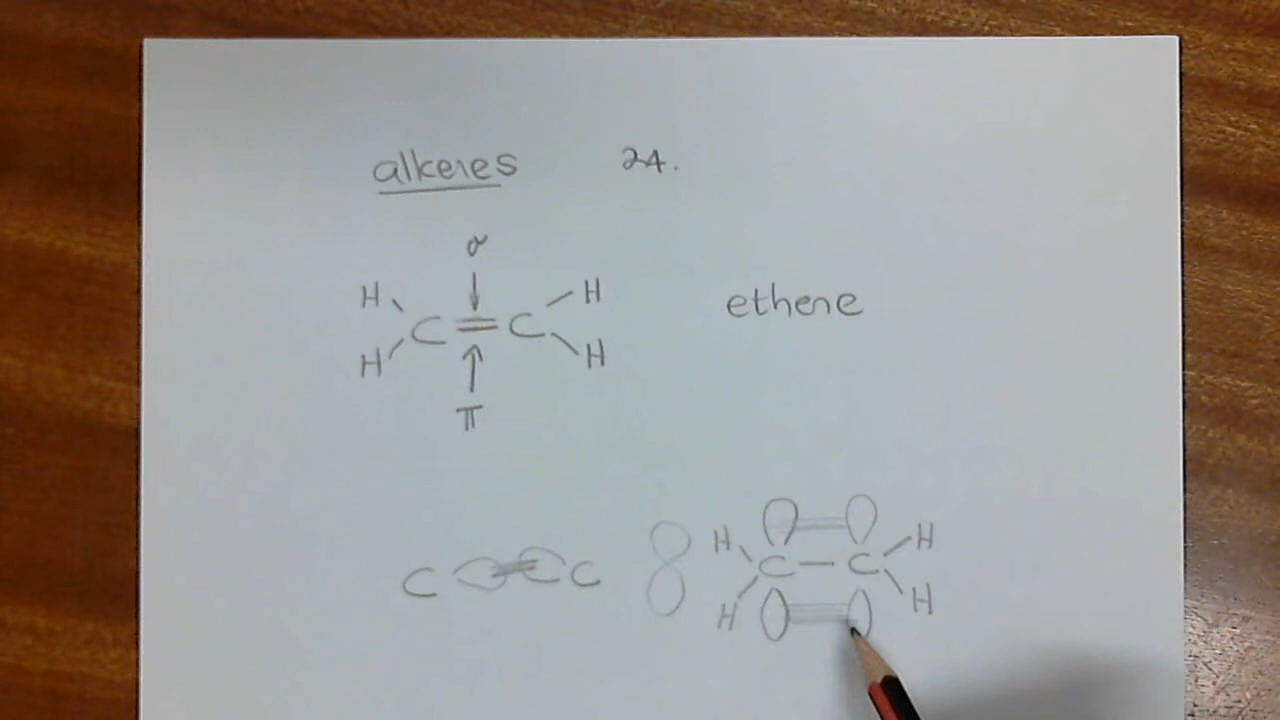 alkenes 24.
σ
H H
C = C ethene
H H
π
C C H C — C H
H H